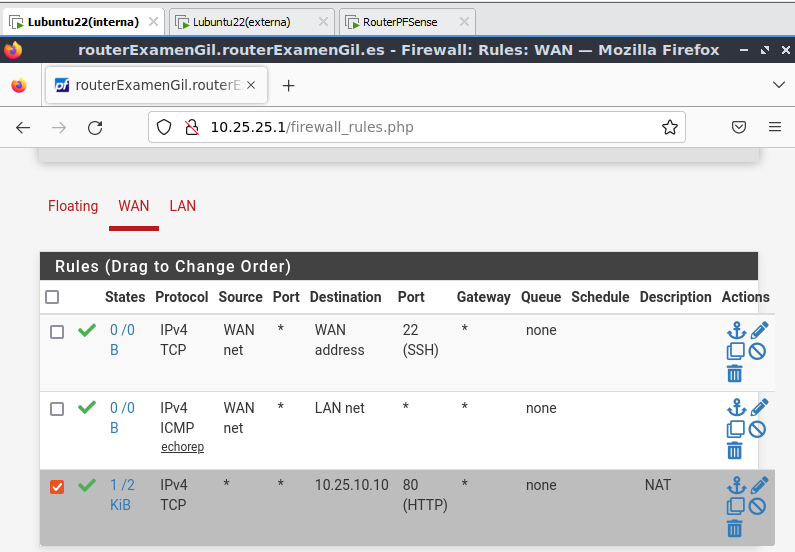 Lubuntu22(interna) × Lubuntu22(externa) × RouterPFSense ×
routerExamenGil.routerExamenGil.es - Firewall: Rules: WAN — Mozilla Firefox
routerExamenGil.routerE ×
10.25.25.1/firewall_rules.php
Floating WAN LAN
Rules (Drag to Change Order)
States Protocol Source Port Destination Port Gateway Queue Schedule Description Actions
0 /0 IPv4 WAN * WAN 22 * none
B TCP net address (SSH)
0 /0 IPv4 WAN * LAN net * * none
B ICMP net
echorep
1 /2 IPv4 * * 10.25.10.10 80 * none NAT
KiB TCP (HTTP)